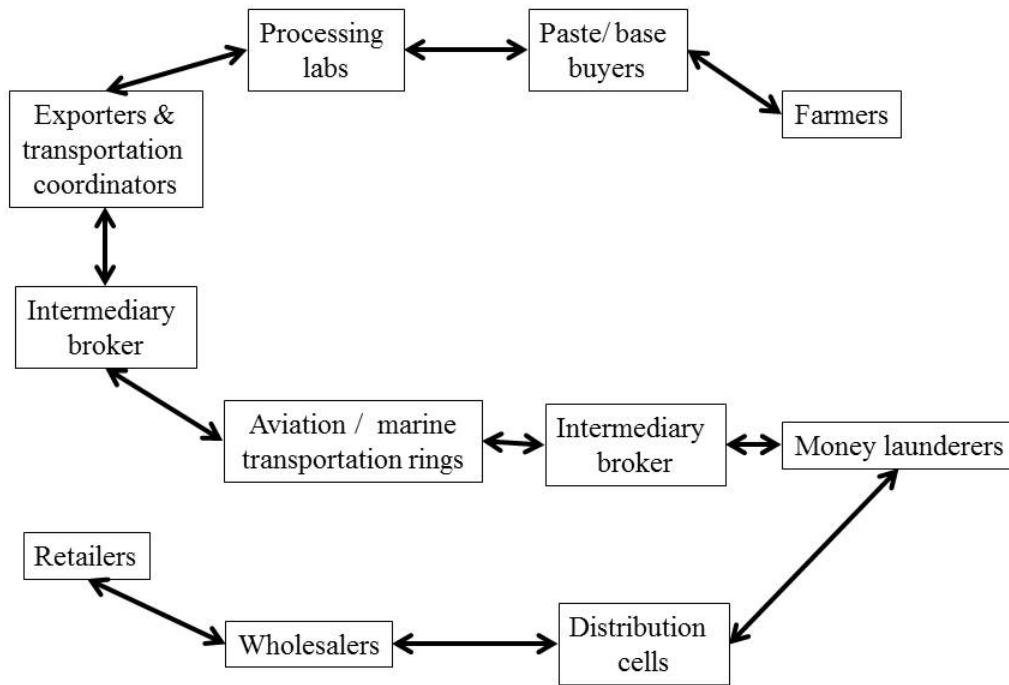 Processing
labs
Paste/ base
buyers
Farmers
Exporters &
transportation
coordinators
Intermediary
broker
Aviation / marine
transportation rings
Intermediary
broker
Money launderers
Retailers
Wholesalers
Distribution
cells